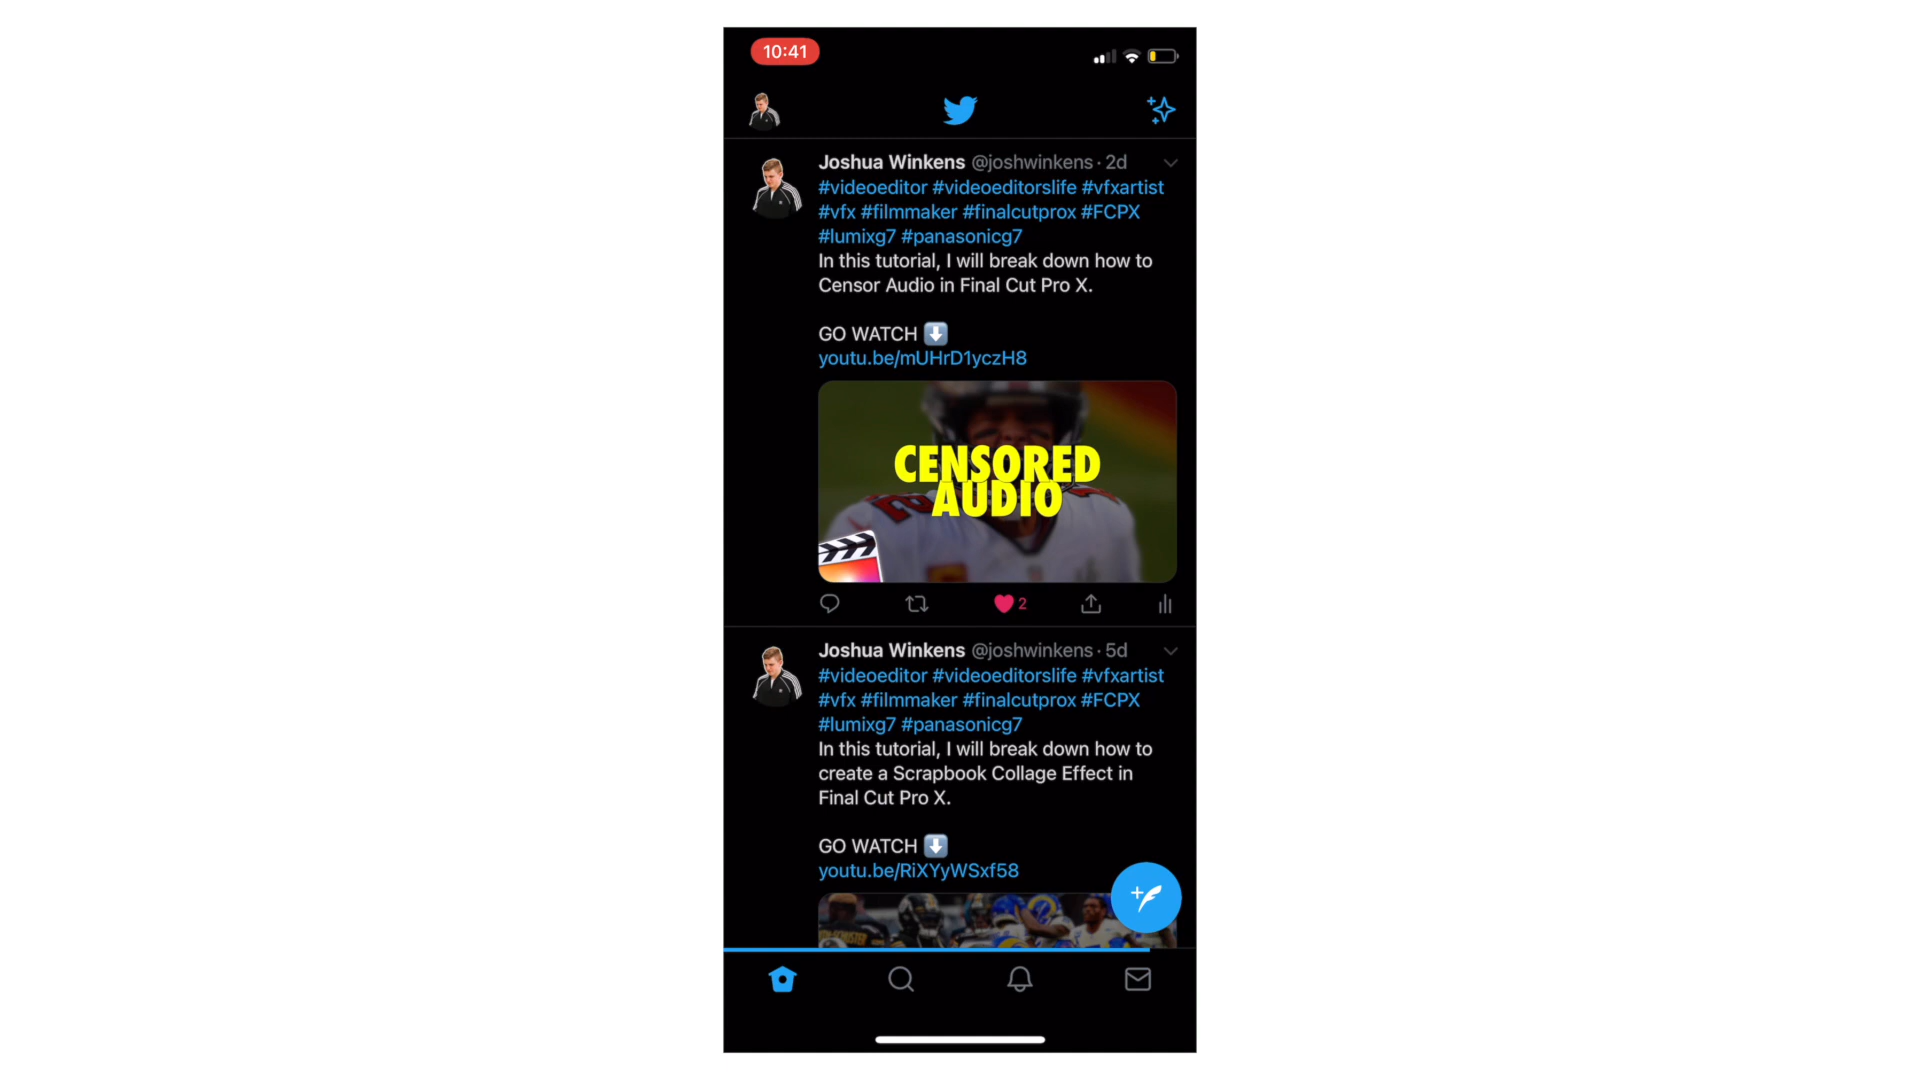 10:41
Joshua Winkens @joshwinkens · 2d
#videoeditor #videoeditorslife #vfxartist
#vfx #filmmaker #finalcutprox #FCPX
#lumixg7 #panasonicg7
In this tutorial, I will break down how to
Censor Audio in Final Cut Pro X.
GO WATCH ⬇️
youtu.be/mUHrD1yczH8
CENSORED
AUDIO
2
Joshua Winkens @joshwinkens · 5d
#videoeditor #videoeditorslife #vfxartist
#vfx #filmmaker #finalcutprox #FCPX
#lumixg7 #panasonicg7
In this tutorial, I will break down how to
create a Scrapbook Collage Effect in
Final Cut Pro X.
GO WATCH ⬇️
youtu.be/RiXYyWSxf58